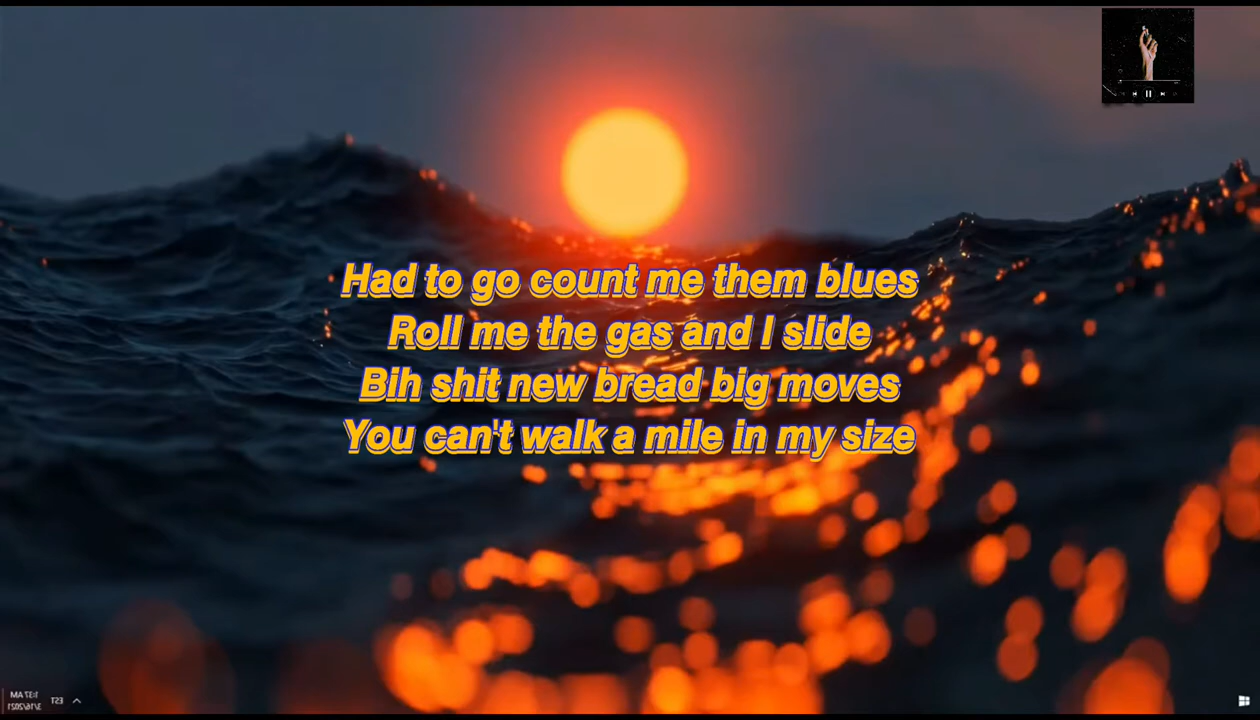 Had to go count me them blues
Roll me the gas and I slide
Bih shit new bread big moves
You can't walk a mile in my size